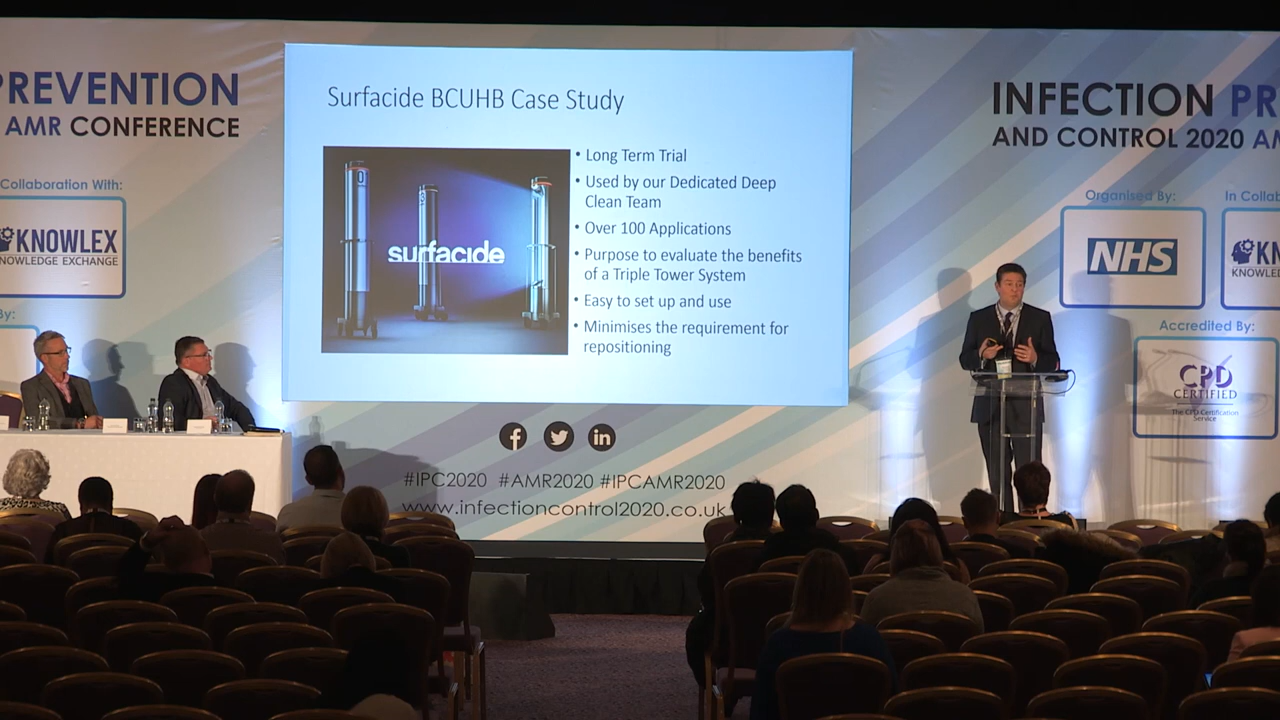 PREVENTION
AMR CONFERENCE
Collaboration With:
KNOWLEX
NOWLEDGE EXCHANGE
By:
Surfacide BCUHB Case Study
surfacide
• Long Term Trial
• Used by our Dedicated Deep
Clean Team
• Over 100 Applications
• Purpose to evaluate the benefits
of a Triple Tower System
• Easy to set up and use
• Minimises the requirement for
repositioning
#IPC2020 #AMR2020 #IPCAMR2020
www.infectioncontrol2020.co.uk
INFECTION PR
AND CONTROL 2020 AM
Organised By:
In Collab
NHS
KN
KNOWLED
Accredited By:
CPD
CERTIFIED
The CPD Certification
Service